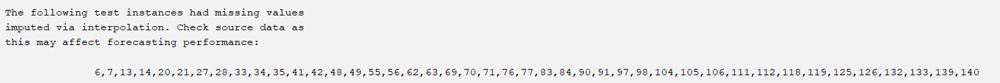 The following test instances had missing values
imputed via interpolation. Check source data as
this may affect forecasting performance:
6,7,13,14,20,21,27,28,33,34,35,41,42,48,49,55,56,62,63,69,70,71,76,77,83,84,90,91,97,98,104,105,106,111,112,118,119,125,126,132,133,139,140